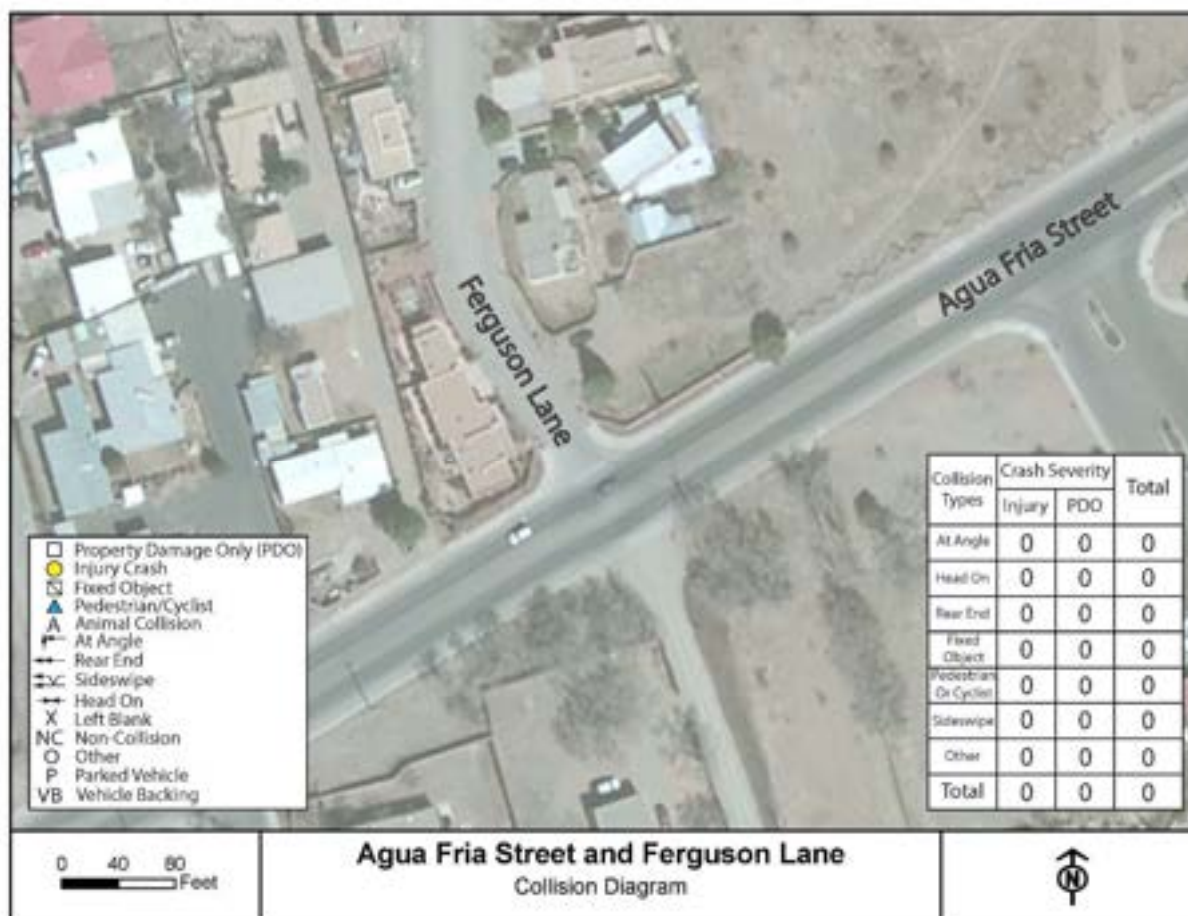 Ferguson Lane
Agua Fria Street
Collision Types Crash Severity Total
Injury PDO
At Angle 0 0 0
Head On 0 0 0
Rear End 0 0 0
Fixed Object 0 0 0
Pedestrian Or Cyclist 0 0 0
Sideswipe 0 0 0
Other 0 0 0
Total 0 0 0
Property Damage Only (PDO)
Injury Crash
Fixed Object
Pedestrian/Cyclist
A Animal Collision
At Angle
Rear End
Sideswipe
Head On
X Left Blank
NC Non-Collision
O Other
P Parked Vehicle
VB Vehicle Backing
0 40 80
Feet
Agua Fria Street and Ferguson Lane
Collision Diagram
N